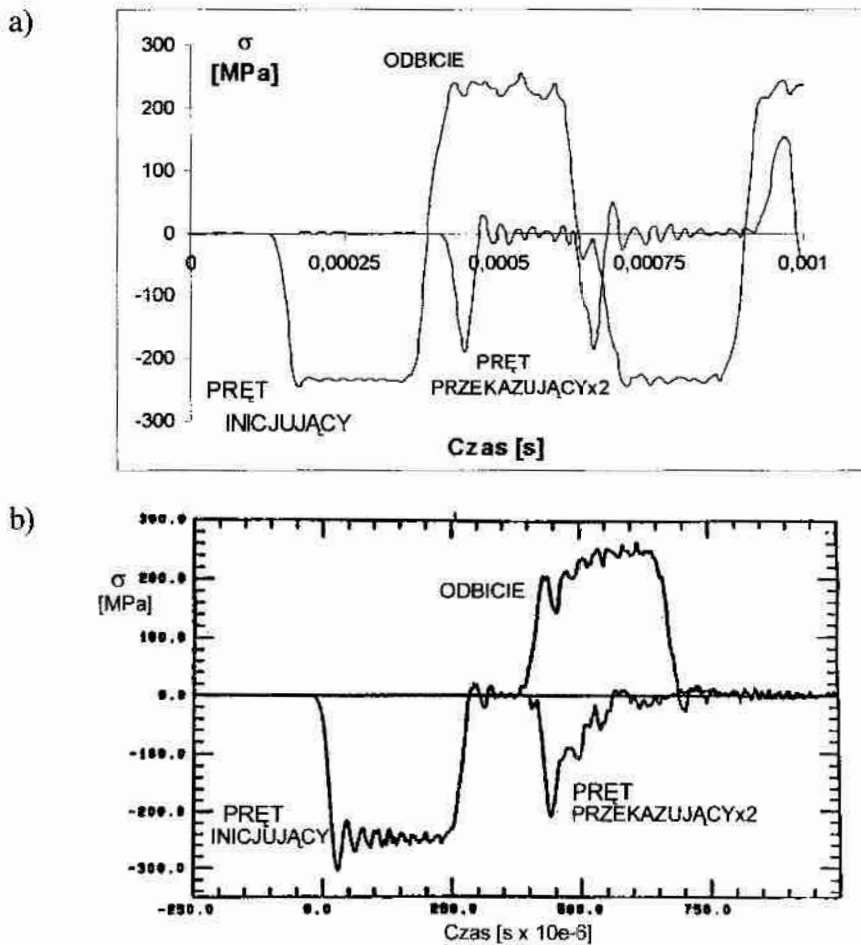 a)
σ
[MPa]
ODBICIE
300
200
100
0
-100
-200
-300
0
0,00025
0,0005
0,00075
0,001
PRĘT
INICJUJĄCY
PRĘT
PRZEKAZUJĄCYx2
Czas [s]
b)
300.0
σ
[MPa]
200.0
100.0
0.0
-100.0
-200.0
-300.0
ODBICIE
PRĘT
INICJUJĄCY
PRĘT
PRZEKAZUJĄCYx2
-250.0
0.0
250.0
500.0
750.0
Czas [s x 10e-6]